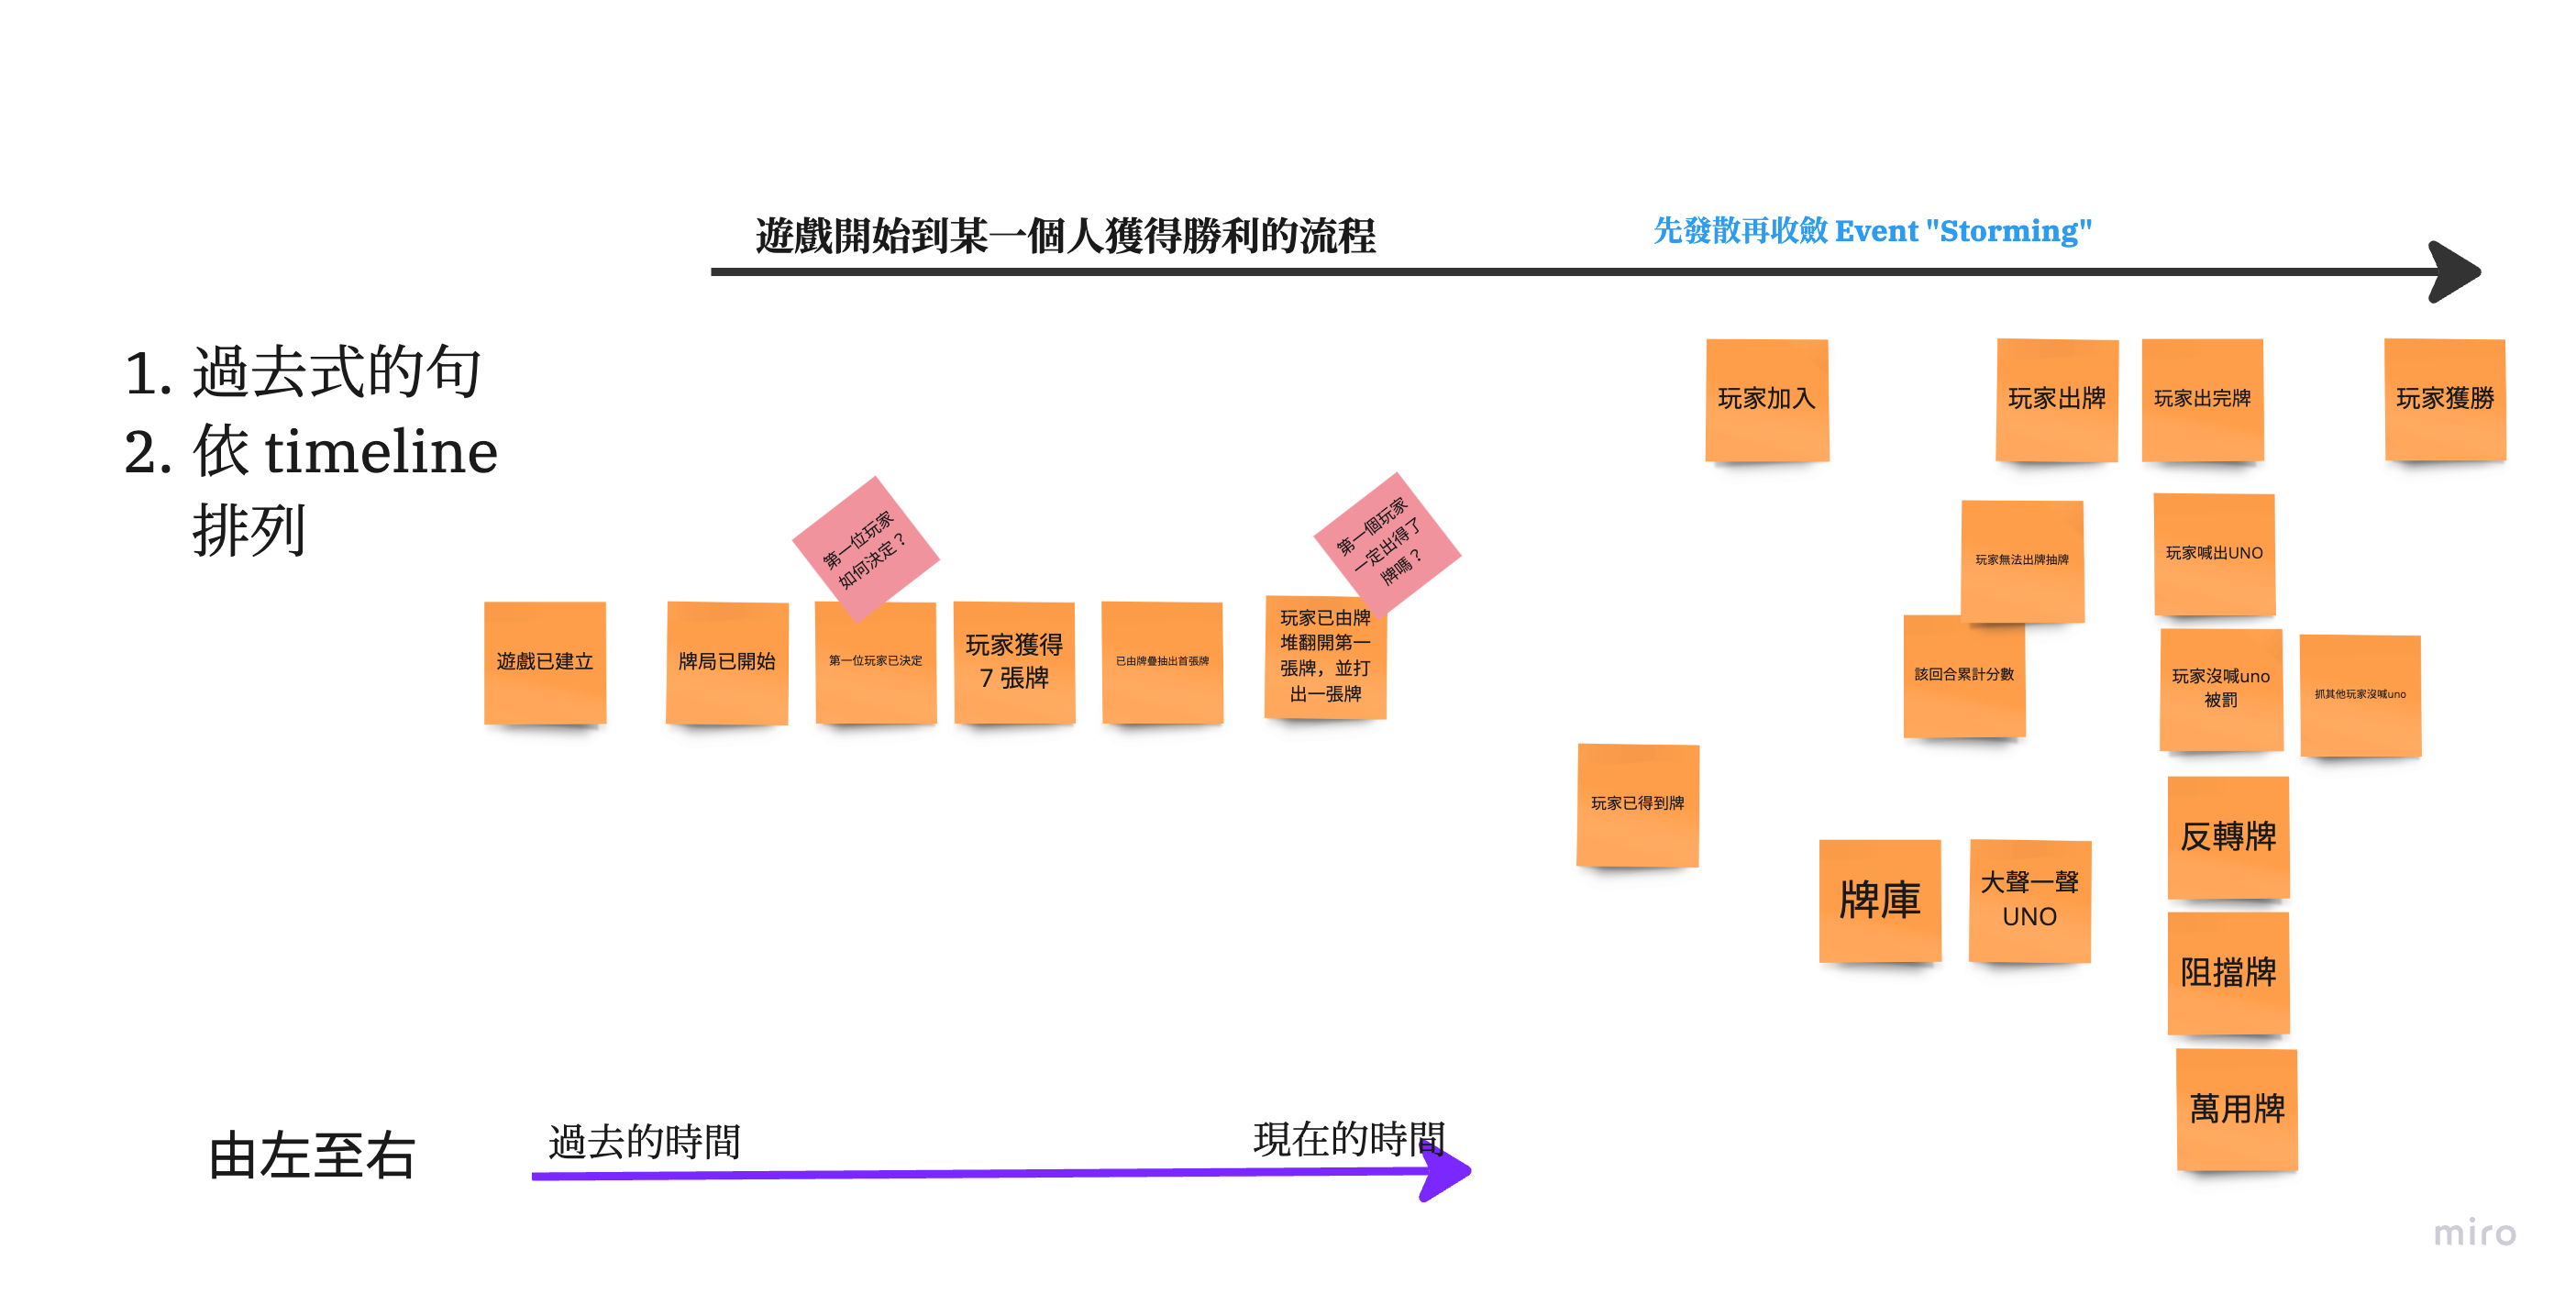 遊戲開始到某一個人獲得勝利的流程
先發散再收斂 Event "Storming"
1. 過去式的句
2. 依 timeline
排列
第一位玩家
如何決定？
第一個玩家
一定出得了
牌嗎？
遊戲已建立
牌局已開始
第一位玩家已決定
玩家獲得
7 張牌
已由牌疊抽出首張牌
玩家已由牌
堆翻開第一
張牌，並打
出一張牌
玩家加入
玩家出牌
玩家出完牌
玩家獲勝
玩家無法出牌抽牌
玩家喊出UNO
該回合累計分數
玩家沒喊uno
被罰
抓其他玩家沒喊uno
玩家已得到牌
牌庫
大聲一聲
UNO
反轉牌
阻擋牌
萬用牌
由左至右
過去的時間
現在的時間
miro